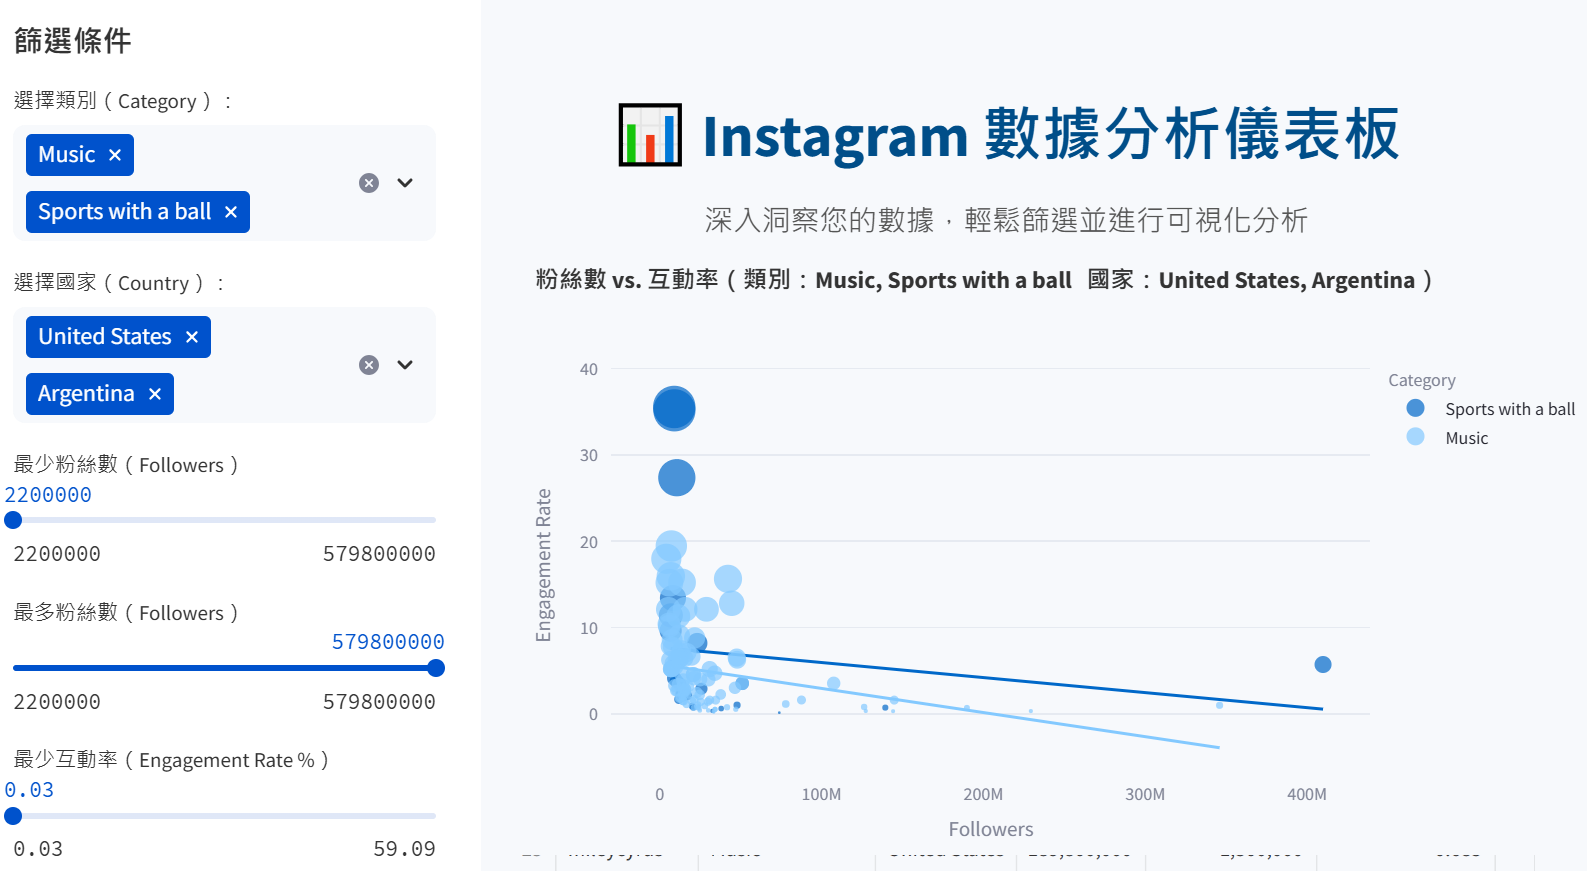 篩選條件
選擇類別（Category）：
Music
Sports with a ball
選擇國家（Country）：
United States
Argentina
最少粉絲數（Followers）
2200000
2200000 579800000
最多粉絲數（Followers）
579800000
2200000 579800000
最少互動率（Engagement Rate %）
0.03
0.03 59.09
Instagram 數據分析儀表板
深入洞察您的數據，輕鬆篩選並進行可視化分析
粉絲數 vs. 互動率（類別：Music, Sports with a ball 國家：United States, Argentina）
40
30
20
10
0
Engagement Rate
0 100M 200M 300M 400M
Followers
Category
Sports with a ball
Music